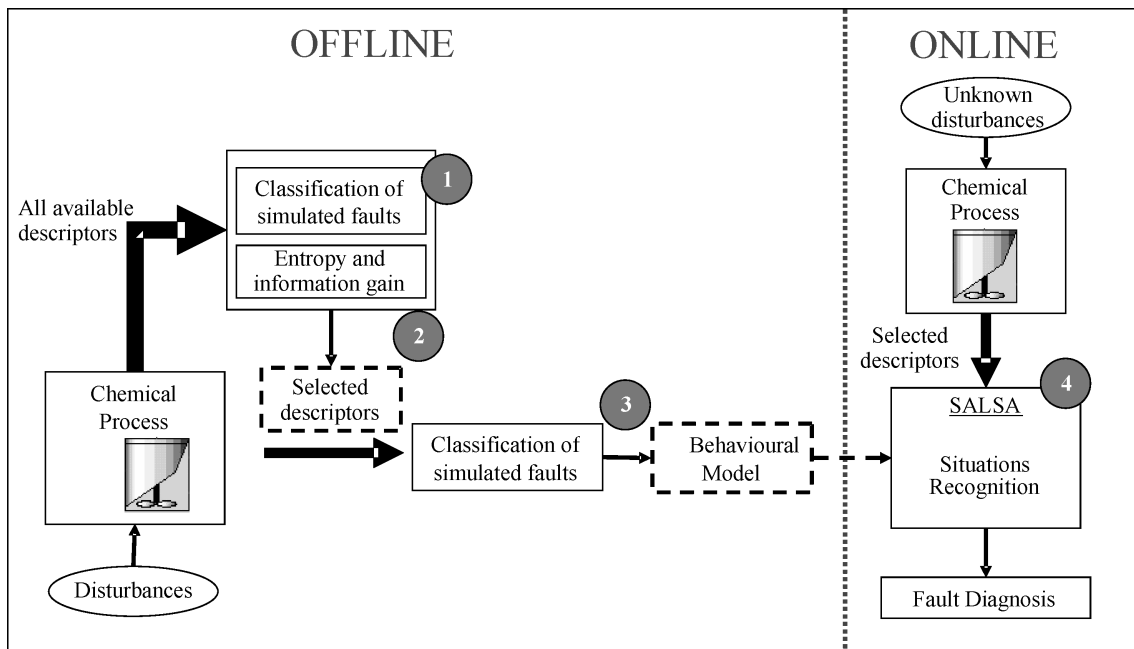 OFFLINE
All available
descriptors
1
Classification of
simulated faults
Entropy and
information gain
2
Selected
descriptors
Chemical
Process
Disturbances
3
Classification of
simulated faults
Behavioural
Model
ONLINE
Unknown
disturbances
Chemical
Process
Selected
descriptors
4
SALSA
Situations
Recognition
Fault Diagnosis